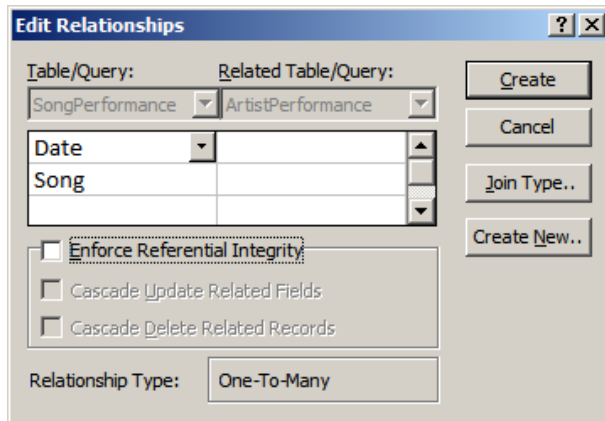 Edit Relationships
Table/Query: Related Table/Query:
SongPerformance ArtistPerformance
Date
Song
Enforce Referential Integrity
Cascade Update Related Fields
Cascade Delete Related Records
Relationship Type: One-To-Many
Create
Cancel
Join Type..
Create New..